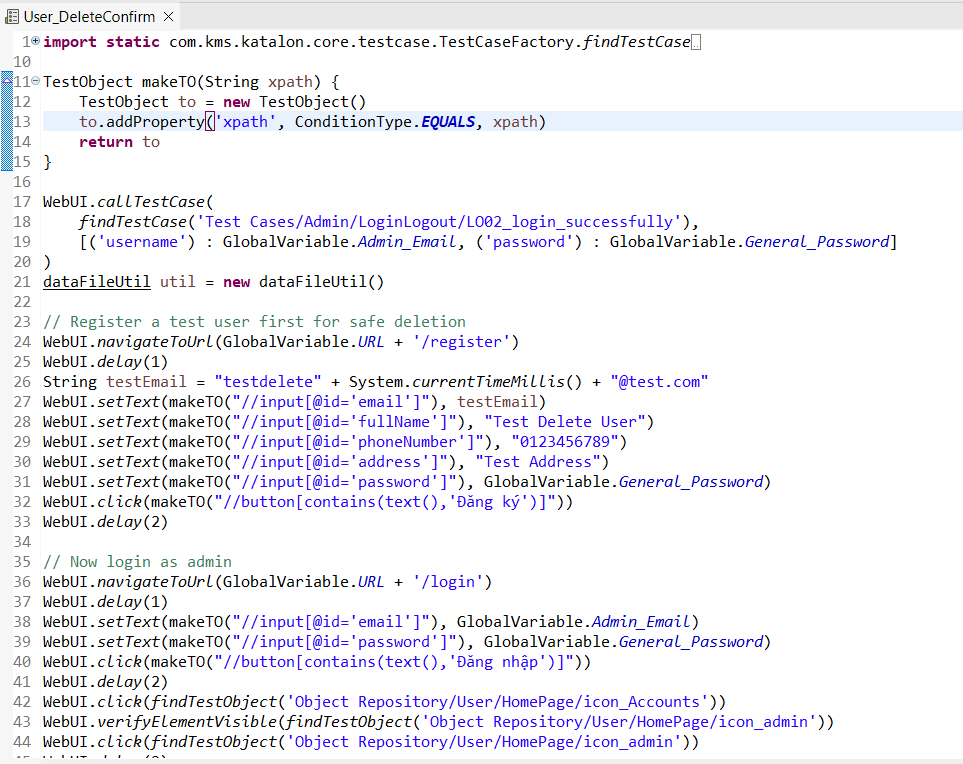 User_DeleteConfirm
1 import static com.kms.katalon.core.testcase.TestCaseFactory.findTestCase
10
11 TestObject makeTO(String xpath) {
12     TestObject to = new TestObject()
13     to.addProperty('xpath', ConditionType.EQUALS, xpath)
14     return to
15 }
16
17 WebUI.callTestCase(
18     findTestCase('Test Cases/Admin/LoginLogout/LO02_login_successfully'),
19     [('username') : GlobalVariable.Admin_Email, ('password') : GlobalVariable.General_Password]
20 )
21 dataFileUtil util = new dataFileUtil()
22
23 // Register a test user first for safe deletion
24 WebUI.navigateToUrl(GlobalVariable.URL + '/register')
25 WebUI.delay(1)
26 String testEmail = "testdelete" + System.currentTimeMillis() + "@test.com"
27 WebUI.setText(makeTO("//input[@id='email']"), testEmail)
28 WebUI.setText(makeTO("//input[@id='fullName']"), "Test Delete User")
29 WebUI.setText(makeTO("//input[@id='phoneNumber']"), "0123456789")
30 WebUI.setText(makeTO("//input[@id='address']"), "Test Address")
31 WebUI.setText(makeTO("//input[@id='password']"), GlobalVariable.General_Password)
32 WebUI.click(makeTO("//button[contains(text(),'Đăng ký')]"))
33 WebUI.delay(2)
34
35 // Now login as admin
36 WebUI.navigateToUrl(GlobalVariable.URL + '/login')
37 WebUI.delay(1)
38 WebUI.setText(makeTO("//input[@id='email']"), GlobalVariable.Admin_Email)
39 WebUI.setText(makeTO("//input[@id='password']"), GlobalVariable.General_Password)
40 WebUI.click(makeTO("//button[contains(text(),'Đăng nhập')]"))
41 WebUI.delay(2)
42 WebUI.click(findTestObject('Object Repository/User/HomePage/icon_Accounts'))
43 WebUI.verifyElementVisible(findTestObject('Object Repository/User/HomePage/icon_admin'))
44 WebUI.click(findTestObject('Object Repository/User/HomePage/icon_admin'))